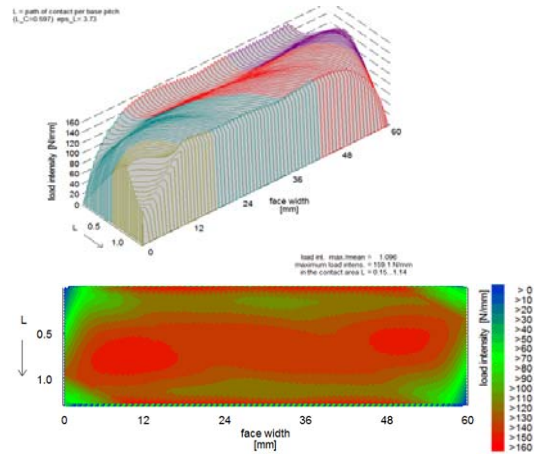 L = path of contact per base pitch
(L_C=0.697) eps_L= 3.73
load intensity [N/mm]
160
140
120
100
80
60
40
20
0
L
0.5
1.0
0
12
24
36
48
60
face width
[mm]
load int. max./mean = 1.096
maximum load intens. = 159.1 N/mm
in the contact area L = 0.15...1.14
L
0.5
1.0
0 12 24 36 48 60
face width
[mm]
load intensity [N/mm]
> 0
>10
>20
>30
>40
>50
>60
>70
>80
>90
>100
>110
>120
>130
>140
>150
>160